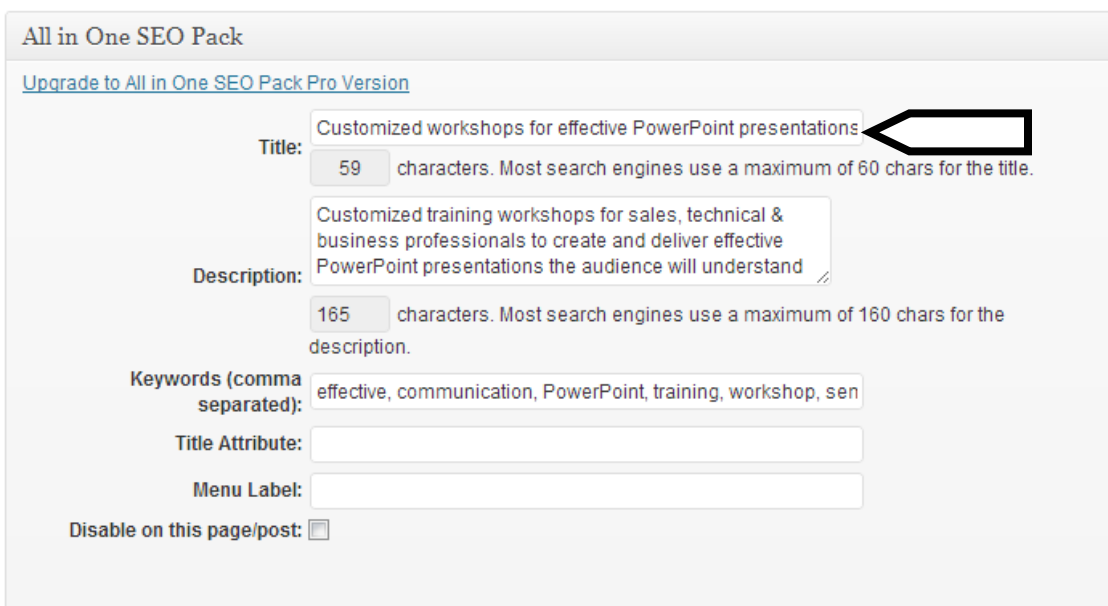 All in One SEO Pack
Upgrade to All in One SEO Pack Pro Version
Title:
Customized workshops for effective PowerPoint presentations
59 characters. Most search engines use a maximum of 60 chars for the title.
Description:
Customized training workshops for sales, technical &
business professionals to create and deliver effective
PowerPoint presentations the audience will understand
165 characters. Most search engines use a maximum of 160 chars for the
description.
Keywords (comma
separated):
effective, communication, PowerPoint, training, workshop, sen
Title Attribute:
Menu Label:
Disable on this page/post: